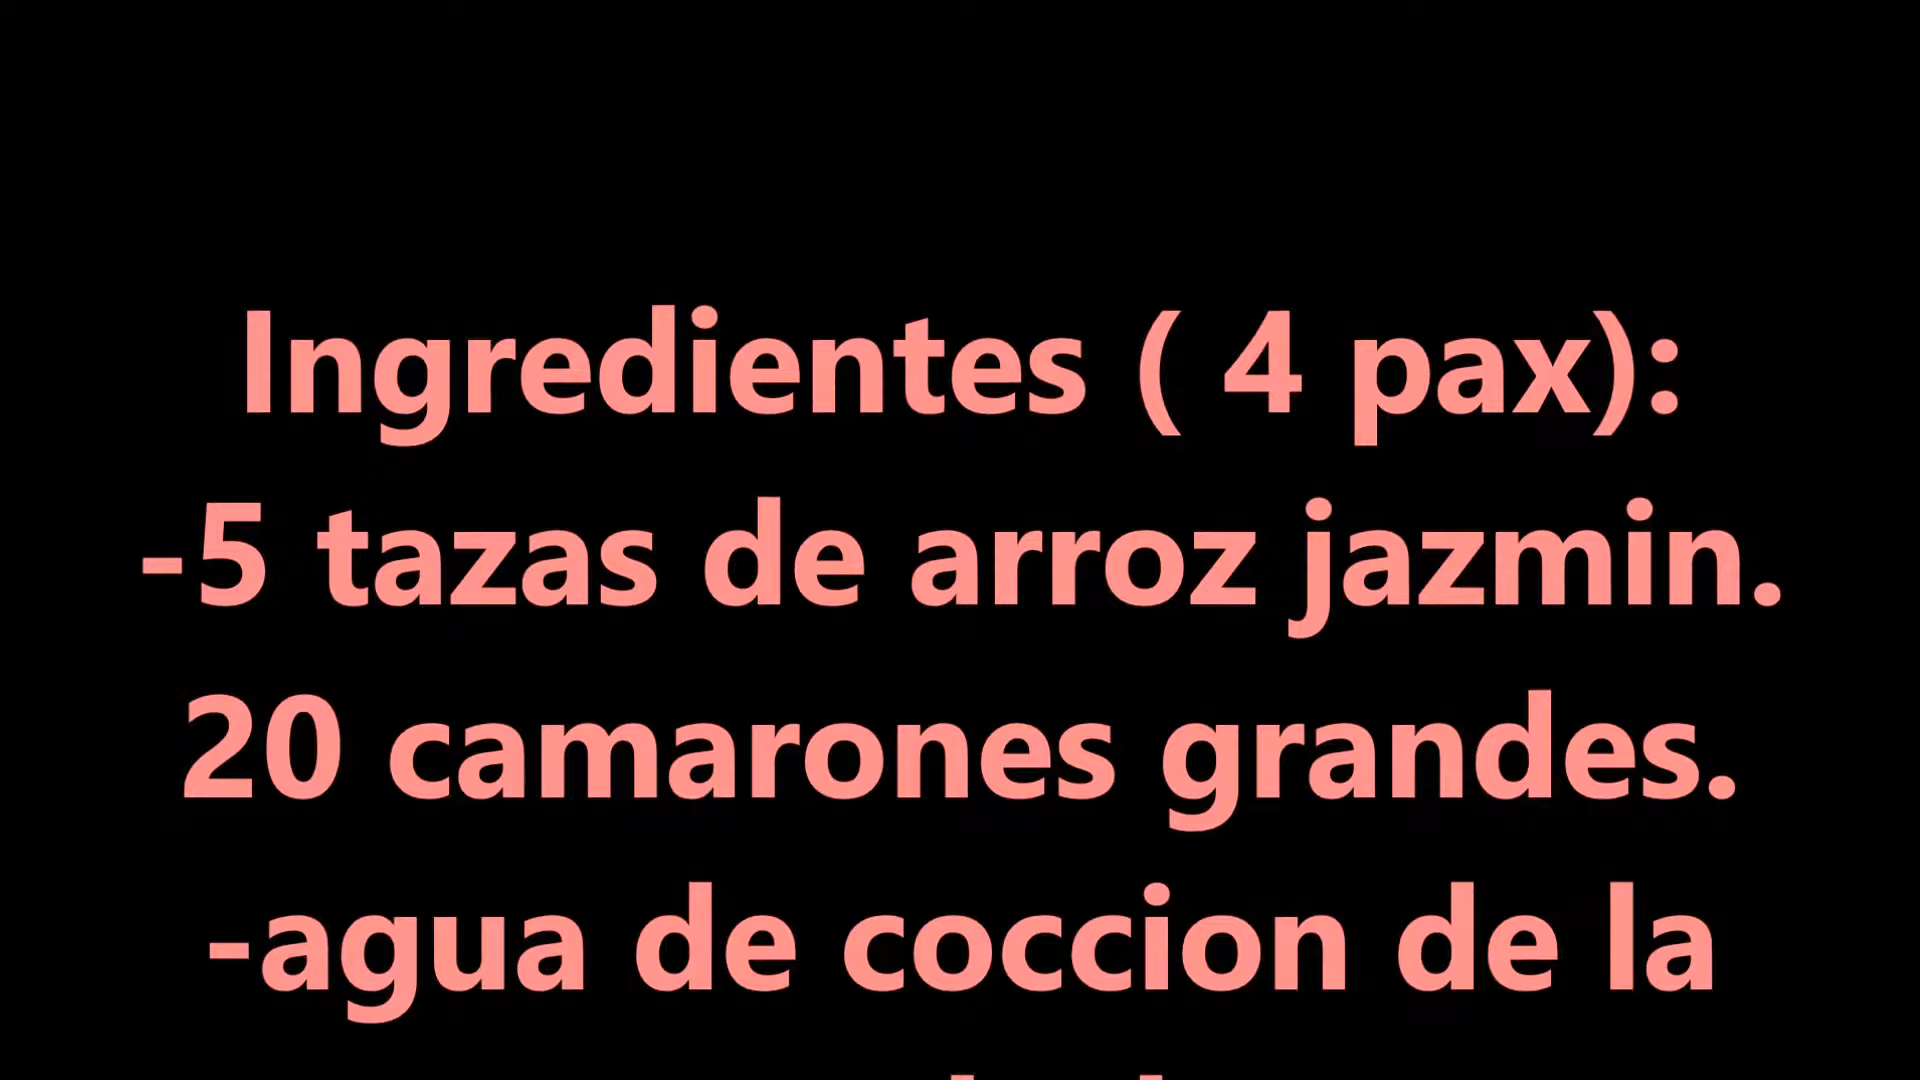 Ingredientes ( 4 pax):
-5 tazas de arroz jazmin.
20 camarones grandes.
-agua de coccion de la